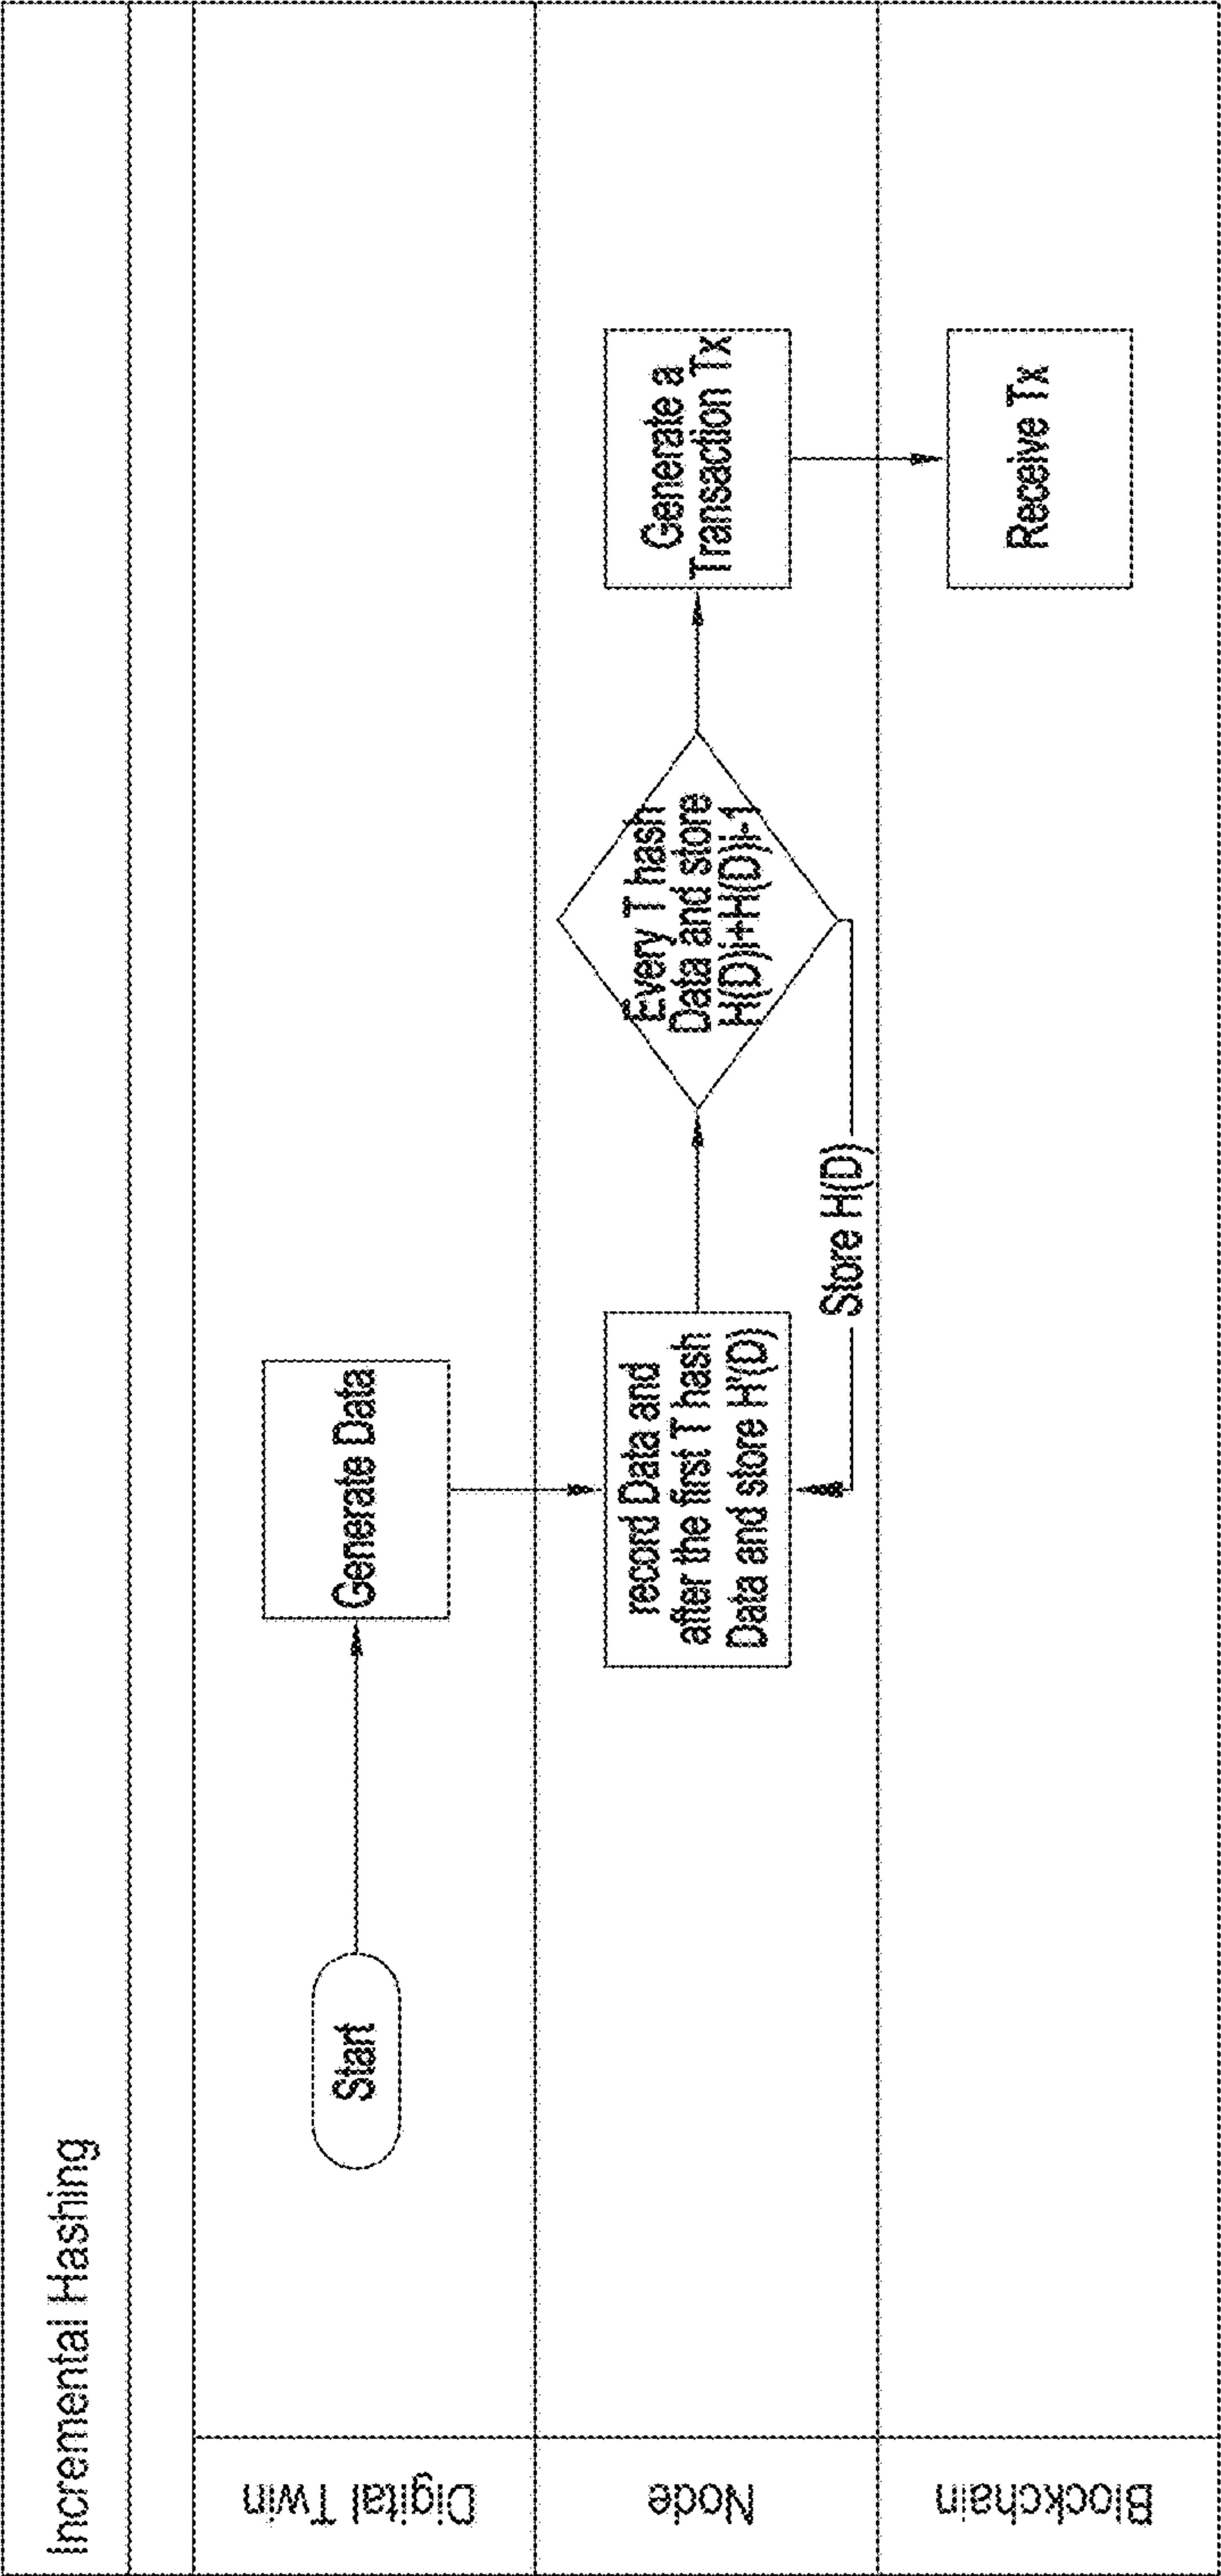 Incremental Hashing
Digital Twin
Start
Generate Data
Node
record Data and
after the first T hash
Data and store H'(D)
Every T hash
Data and store
H(D)i+H(D)i-1
Store H(D)
Generate a
Transaction Tx
Blockchain
Receive Tx